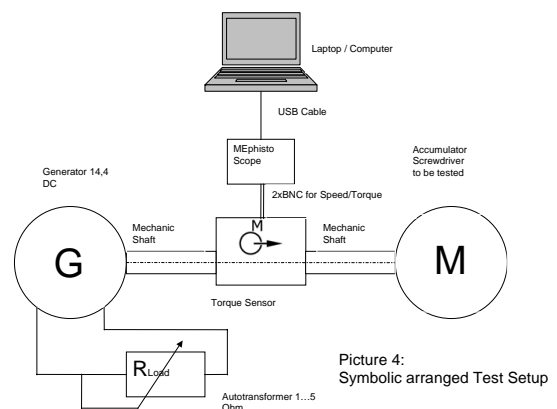 Laptop / Computer
USB Cable
MEphisto
Scope
Generator 14,4
DC
Accumulator
Screwdriver
to be tested
2xBNC for Speed/Torque
Mechanic
Shaft
M
Mechanic
Shaft
G
M
Torque Sensor
RLoad
Autotransformer 1...5
Ohm
Picture 4:
Symbolic arranged Test Setup